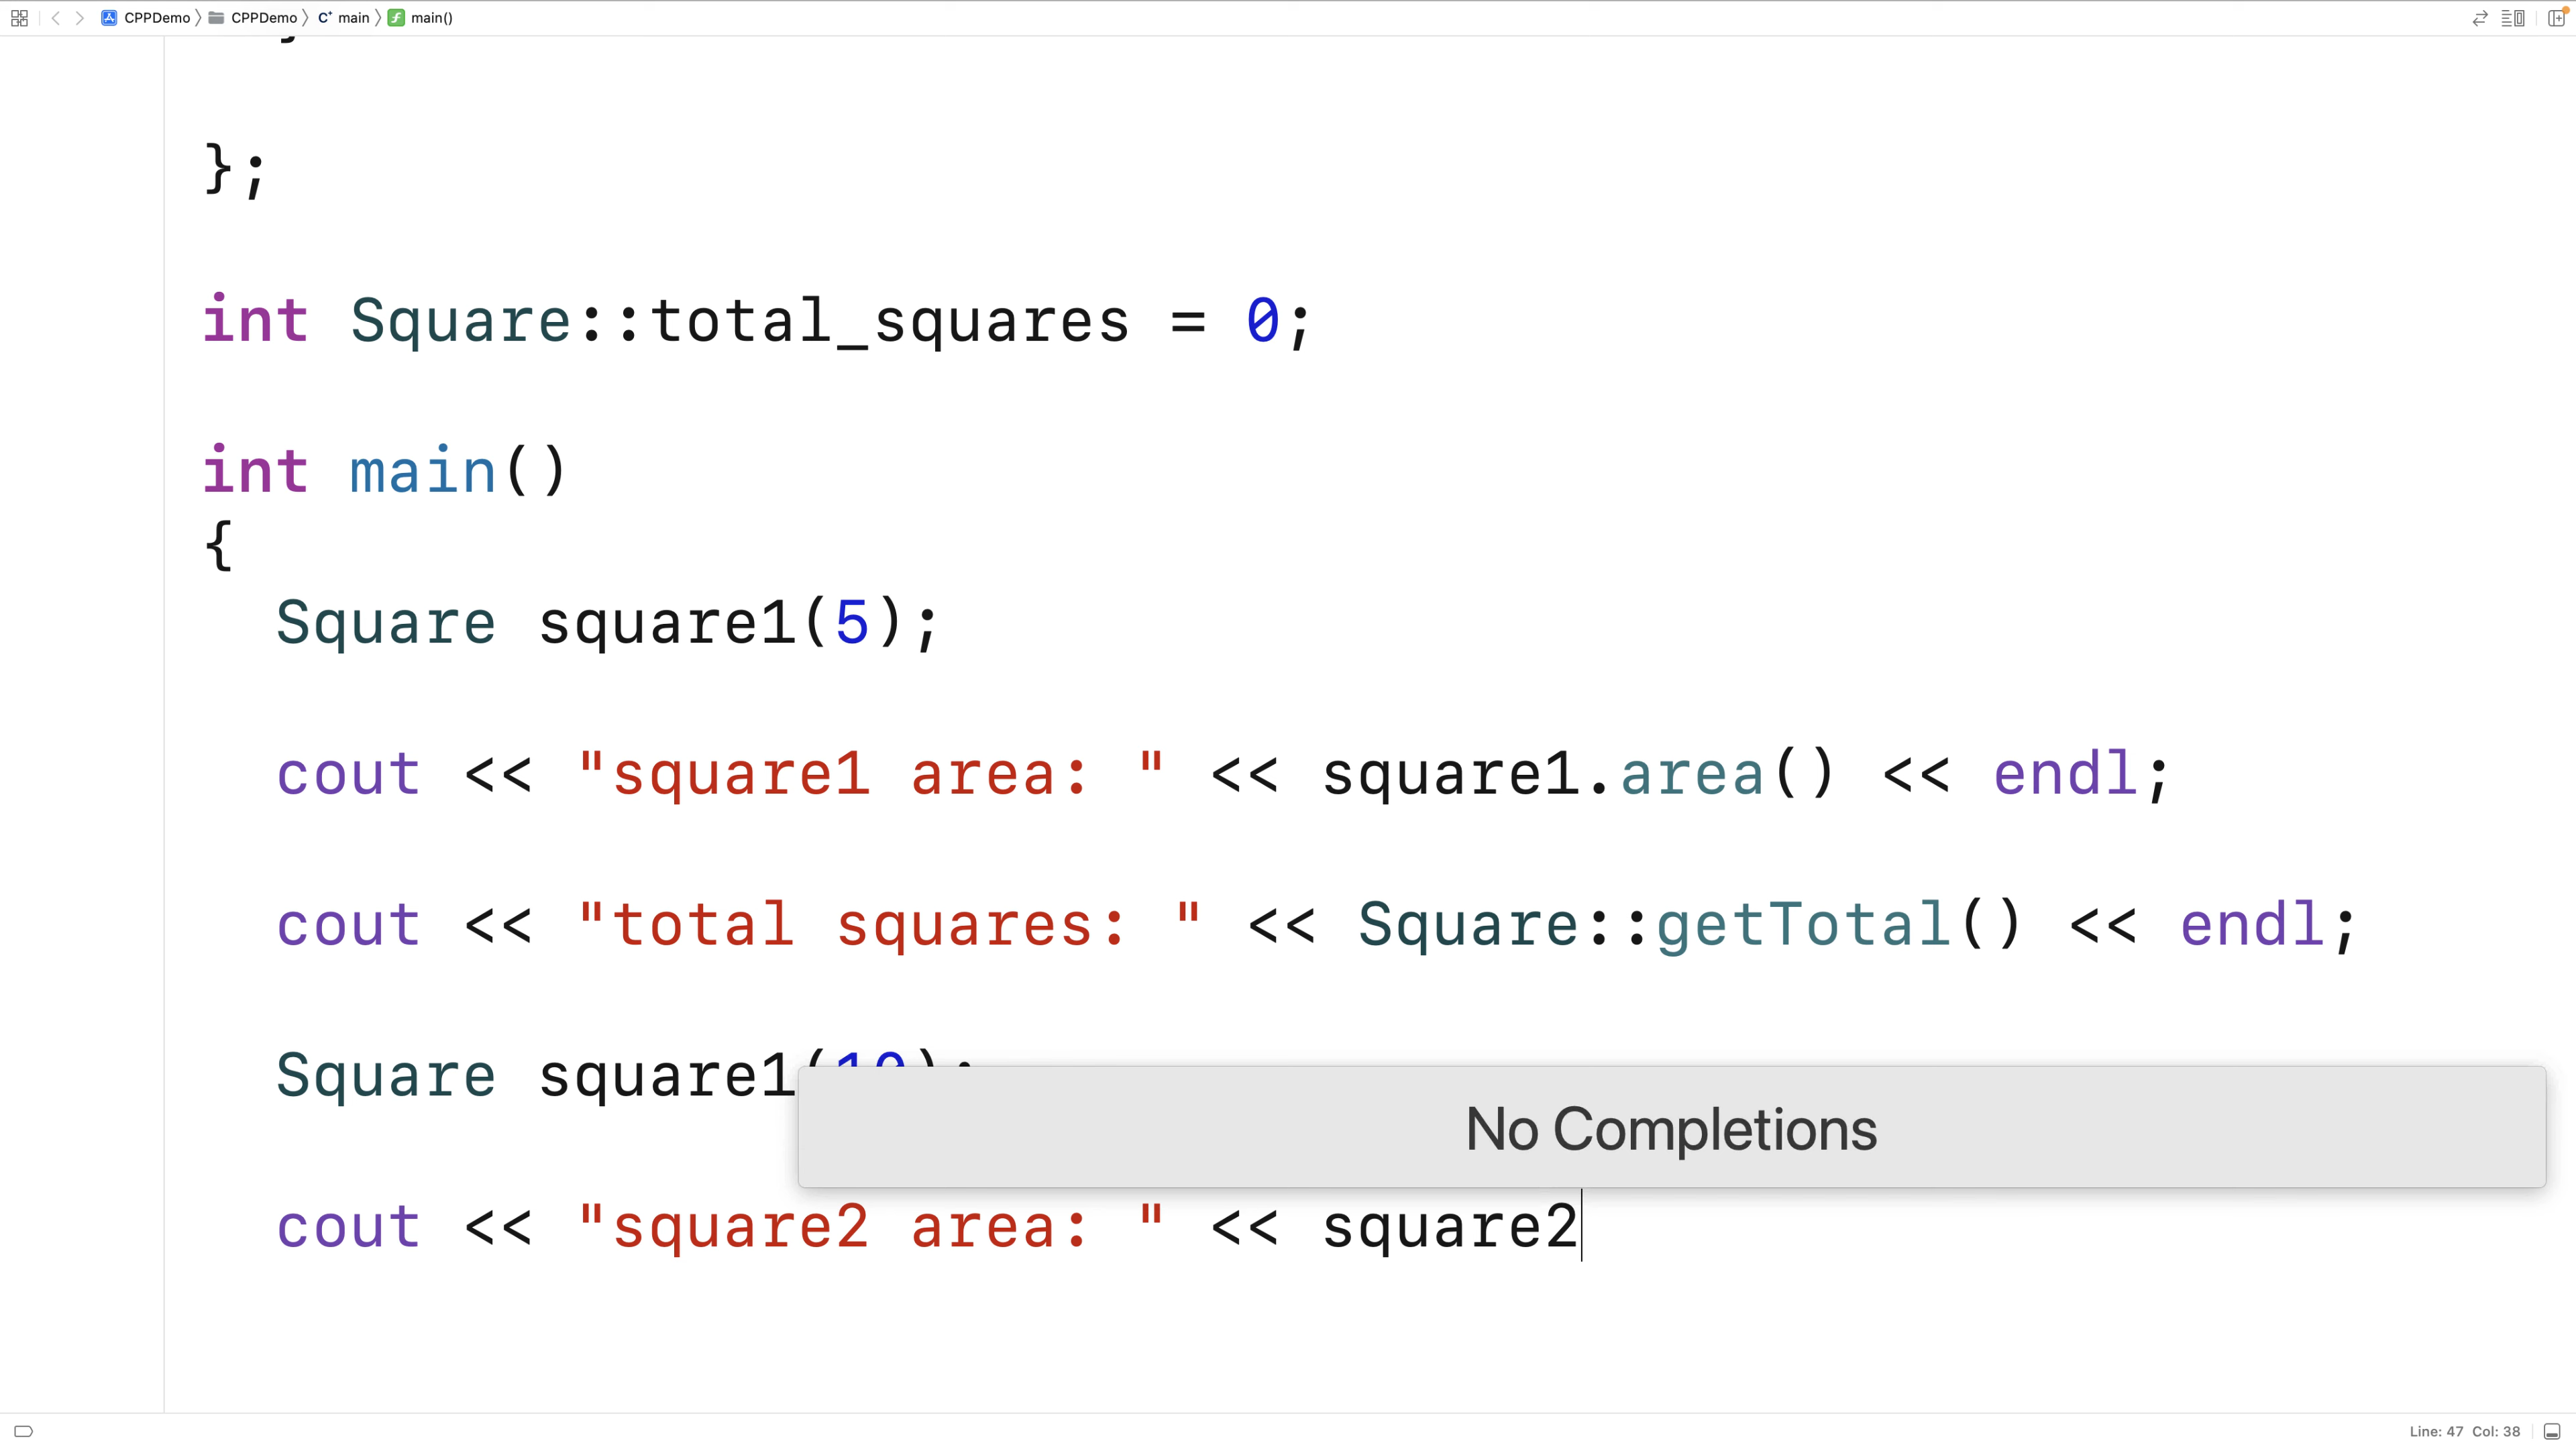 CPPDemo 〉 CPPDemo 〉 main 〉 main()
};
int Square::total_squares = 0;
int main()
{
Square square1(5);
cout << "square1 area: " << square1.area() << endl;
cout << "total squares: " << Square::getTotal() << endl;
Square square1(10);
No Completions
cout << "square2 area: " << square2
Line: 47 Col: 38